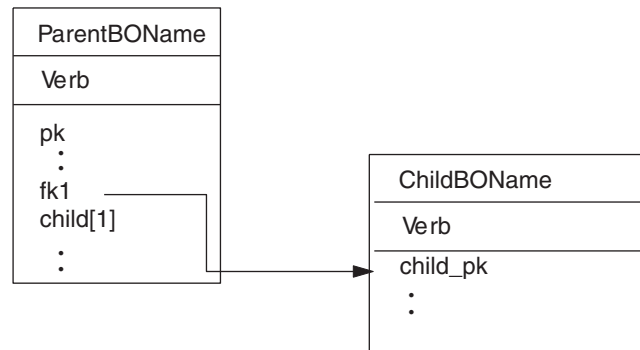 ParentBOName
Verb
pk
:
fk1
child[1]
:
ChildBOName
Verb
child_pk
: